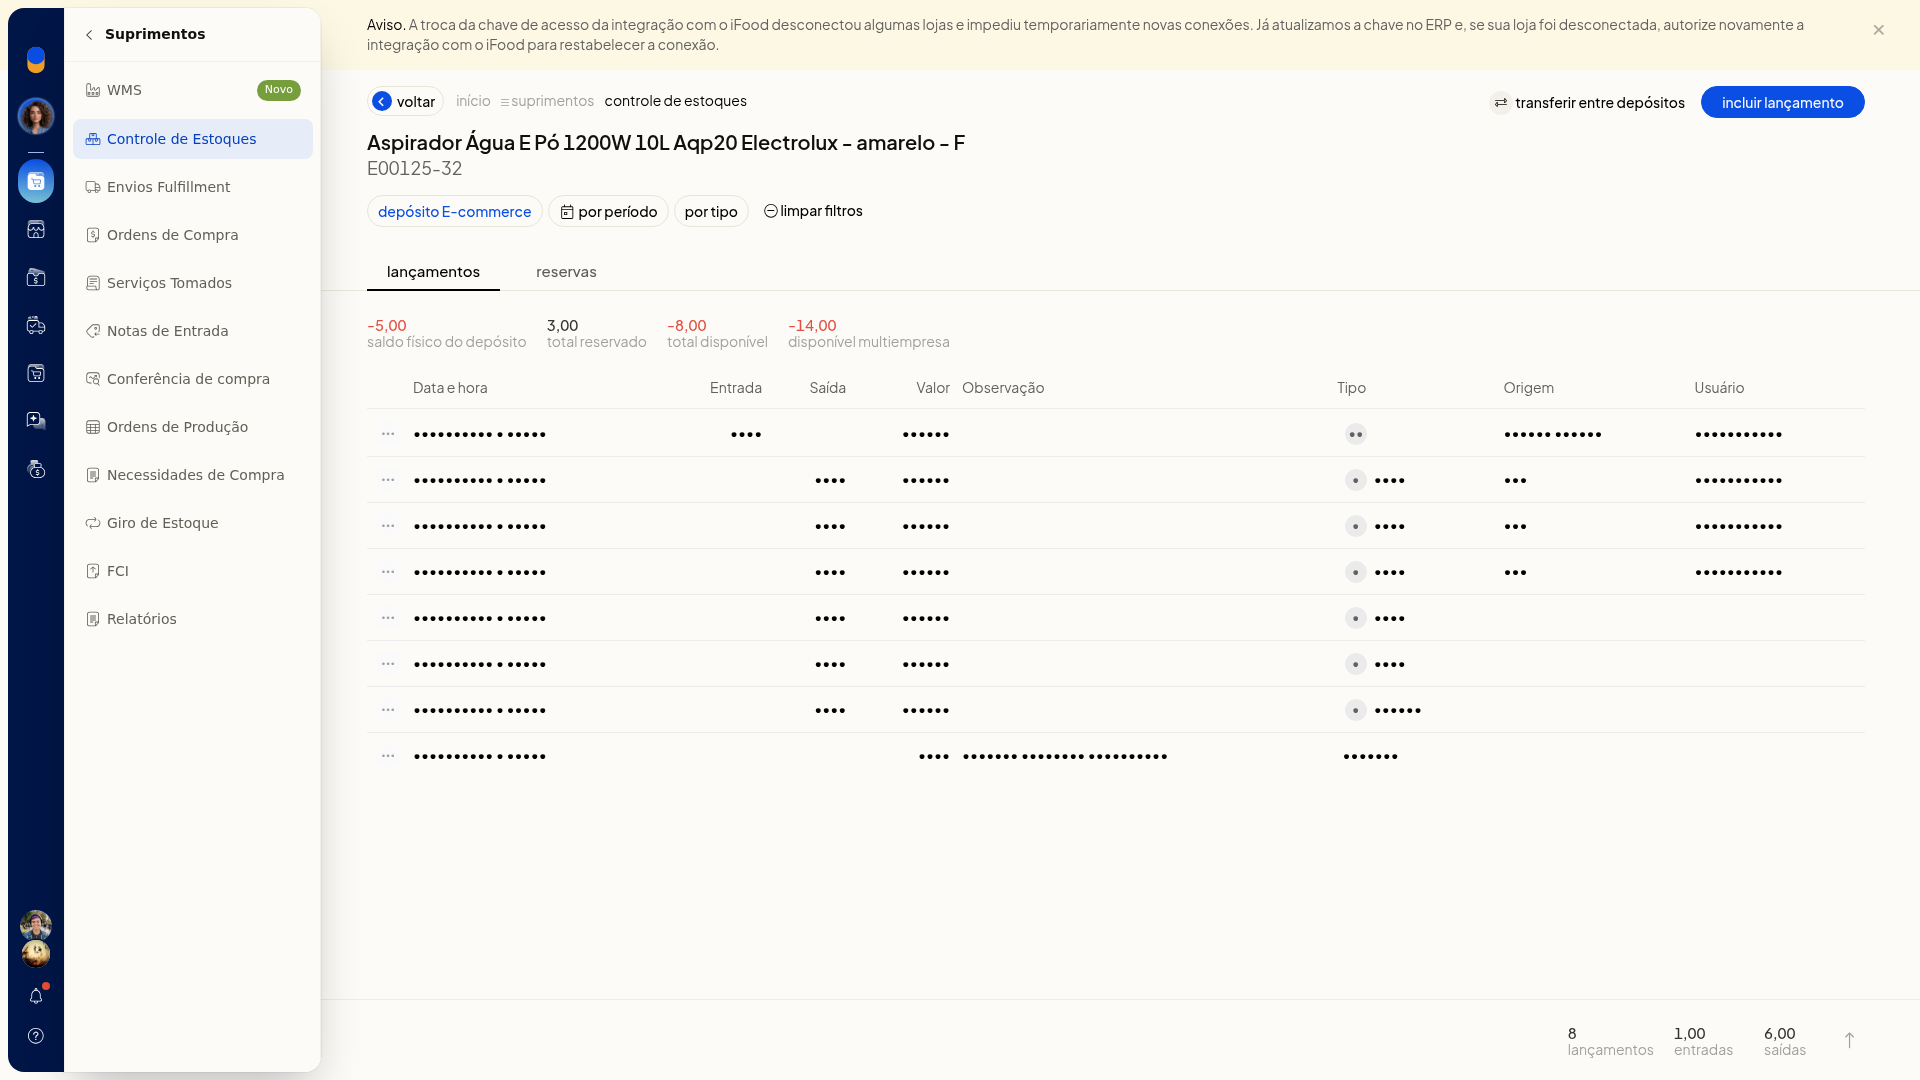 Suprimentos
WMS
Novo
Controle de Estoques
Envios Fulfillment
Ordens de Compra
Serviços Tomados
Notas de Entrada
Conferência de compra
Ordens de Produção
Necessidades de Compra
Giro de Estoque
FCI
Relatórios
Aviso. A troca da chave de acesso da integração com o iFood desconectou algumas lojas e impediu temporariamente novas conexões. Já atualizamos a chave no ERP e, se sua loja foi desconectada, autorize novamente a
integração com o iFood para restabelecer a conexão.
voltar início suprimentos controle de estoques
transferir entre depósitos incluir lançamento
Aspirador Água E Pó 1200W 10L Aqp20 Electrolux - amarelo - F
E00125-32
depósito E-commerce por período por tipo limpar filtros
lançamentos reservas
-5,00 3,00 -8,00 -14,00
saldo físico do depósito total reservado total disponível disponível multiempresa
Data e hora Entrada Saída Valor Observação Tipo Origem Usuário
8 1,00 6,00
lançamentos entradas saídas